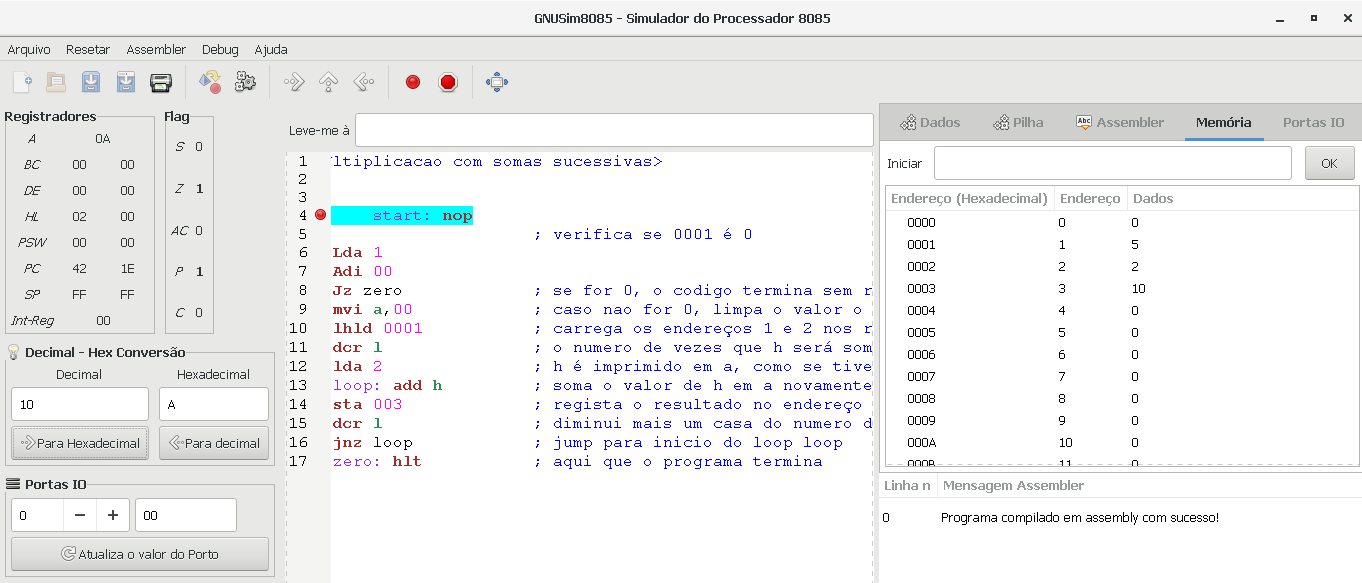 GNUSim8085 - Simulador do Processador 8085
Arquivo Resetar Assembler Debug Ajuda
Registradores
A 0A
BC 00 00
DE 00 00
HL 02 00
PSW 00 00
PC 42 1E
SP FF FF
Int-Reg 00
Flag
S 0
Z 1
AC 0
P 1
C 0
Decimal - Hex Conversão
Decimal Hexadecimal
10 A
Para Hexadecimal Para decimal
Portas IO
0 − + 00
Atualiza o valor do Porto
Leve-me à
1 ltiplicacao com somas sucessivas>
2
3
4 start: nop
5 ; verifica se 0001 é 0
6 Lda 1
7 Adi 00
8 Jz zero ; se for 0, o codigo termina sem r
9 mvi a,00 ; caso nao for 0, limpa o valor o
10 lhld 0001 ; carrega os endereços 1 e 2 nos r
11 dcr l ; o numero de vezes que h será som
12 lda 2 ; h é imprimido em a, como se tive
13 loop: add h ; soma o valor de h em a novamente
14 sta 003 ; regista o resultado no endereço
15 dcr l ; diminui mais um casa do numero d
16 jnz loop ; jump para inicio do loop loop
17 zero: hlt ; aqui que o programa termina
Dados Pilha Abc Assembler Memória Portas IO
Iniciar OK
Endereço (Hexadecimal) Endereço Dados
0000 0 0
0001 1 5
0002 2 2
0003 3 10
0004 4 0
0005 5 0
0006 6 0
0007 7 0
0008 8 0
0009 9 0
000A 10 0
000B 11 0
Linha n Mensagem Assembler
0 Programa compilado em assembly com sucesso!